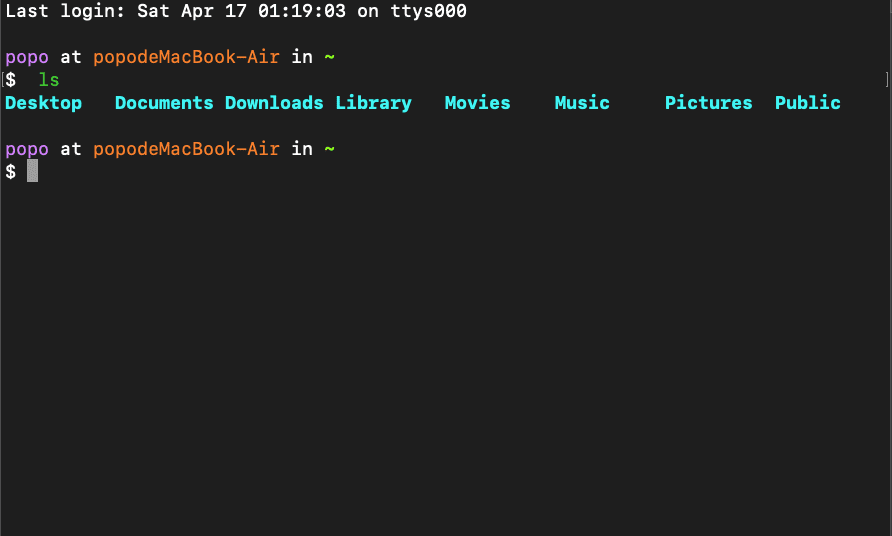 Last login: Sat Apr 17 01:19:03 on ttys000
popo at popodeMacBook-Air in ~
[$  ls ]
Desktop   Documents Downloads Library   Movies    Music     Pictures  Public
popo at popodeMacBook-Air in ~
$